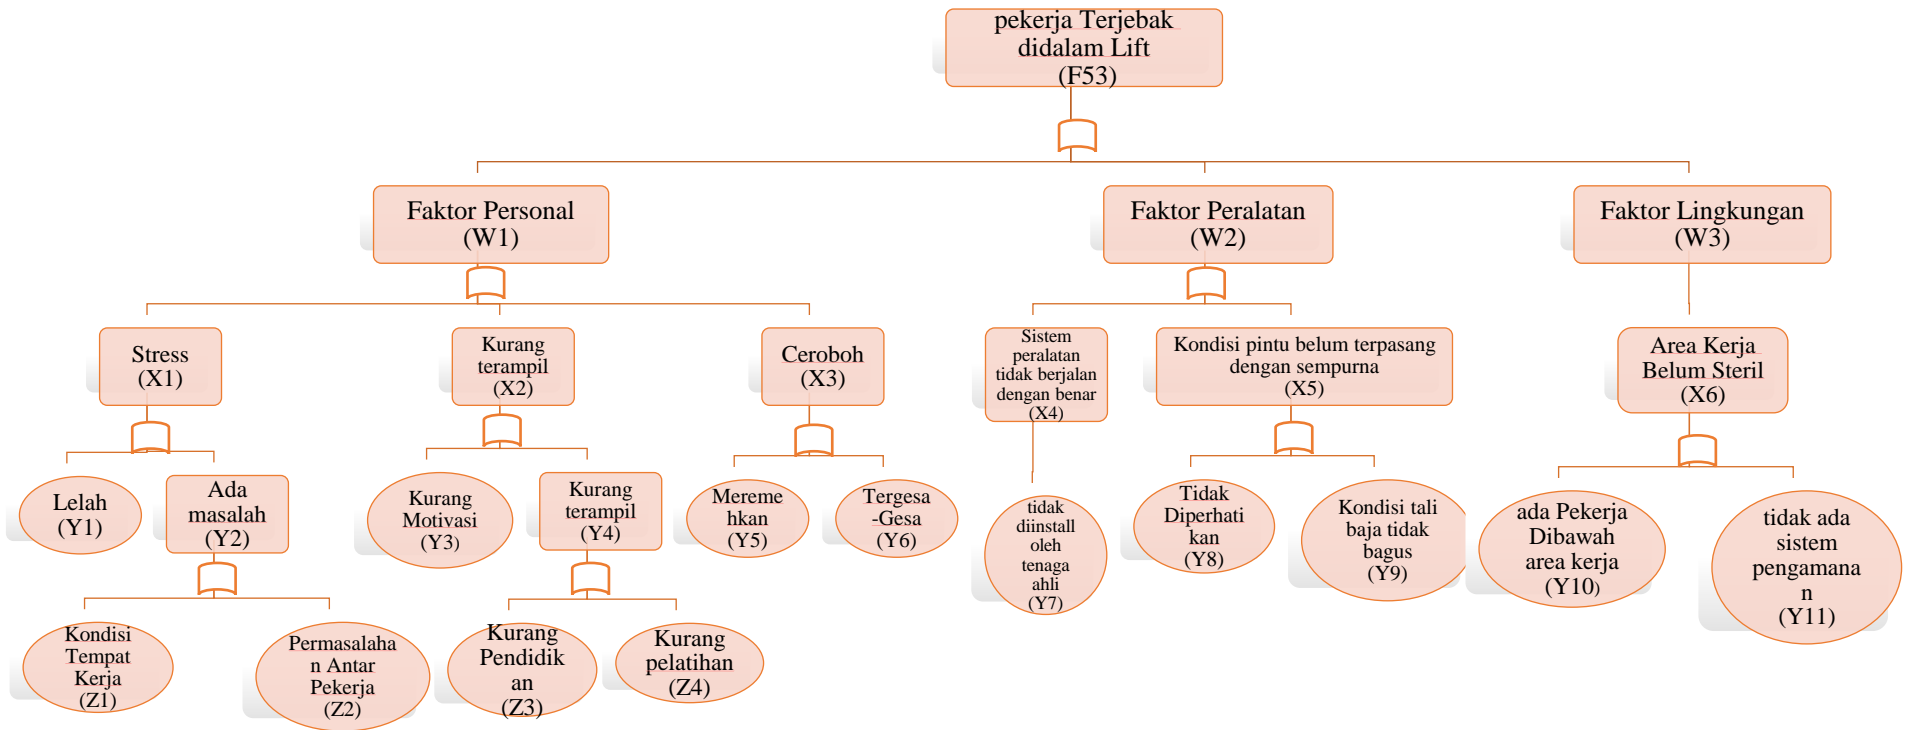 pekerja Terjebak
didalam Lift
(F53)
Faktor Personal
(W1)
Faktor Peralatan
(W2)
Faktor Lingkungan
(W3)
Stress
(X1)
Kurang
terampil
(X2)
Ceroboh
(X3)
Sistem
peralatan
tidak berjalan
dengan benar
(X4)
Kondisi pintu belum terpasang
dengan sempurna
(X5)
Area Kerja
Belum Steril
(X6)
Lelah
(Y1)
Ada
masalah
(Y2)
Kurang
Motivasi
(Y3)
Kurang
terampil
(Y4)
Mereme
hkan
(Y5)
Tergesa
-Gesa
(Y6)
tidak
diinstall
oleh
tenaga
ahli
(Y7)
Tidak
Diperhati
kan
(Y8)
Kondisi tali
baja tidak
bagus
(Y9)
ada Pekerja
Dibawah
area kerja
(Y10)
tidak ada
sistem
pengamana
n
(Y11)
Kondisi
Tempat
Kerja
(Z1)
Permasalaha
n Antar
Pekerja
(Z2)
Kurang
Pendidik
an
(Z3)
Kurang
pelatihan
(Z4)